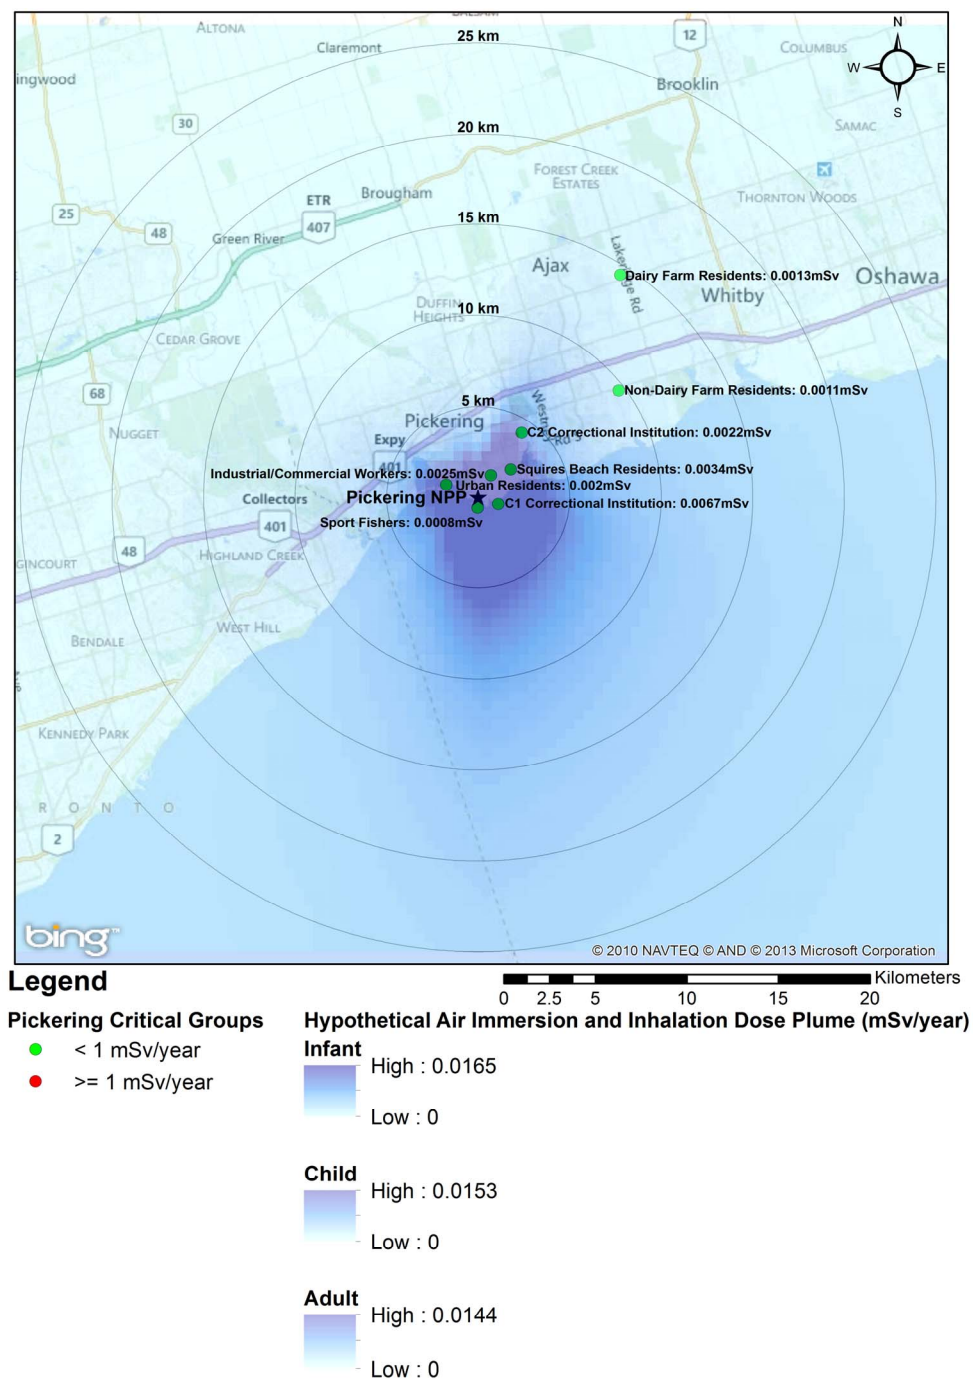 BALSAM
ALTONA
25 km
12
N
W
E
S
Claremont
COLUMBUS
ingwood
Brooklin
30
20 km
SAMAC
FOREST CREEK
ESTATES
ETR
Brougham
THORNTON WOODS
25
407
48
Green River
15 km
Lakeridge Rd
Ajax
Dairy Farm Residents: 0.0013mSv
Oshawa
Whitby
DUFFIN
HEIGHTS
10 km
CEDAR GROVE
68
Non-Dairy Farm Residents: 0.0011mSv
5 km
Pickering
NUGGET
Expy
C2 Correctional Institution: 0.0022mSv
401
Industrial/Commercial Workers: 0.0025mSv
Squires Beach Residents: 0.0034mSv
Urban Residents: 0.002mSv
Collectors
Pickering NPP
C1 Correctional Institution: 0.0067mSv
401
Sport Fishers: 0.0008mSv
48
HIGHLAND CREEK
GINCOURT
WEST HILL
BENDALE
KENNEDY PARK
R O N T O
2
bing™
© 2010 NAVTEQ © AND © 2013 Microsoft Corporation
Legend
Kilometers
0 2.5 5 10 15 20
Pickering Critical Groups
< 1 mSv/year
>= 1 mSv/year
Hypothetical Air Immersion and Inhalation Dose Plume (mSv/year)
Infant
High : 0.0165
Low : 0
Child
High : 0.0153
Low : 0
Adult
High : 0.0144
Low : 0